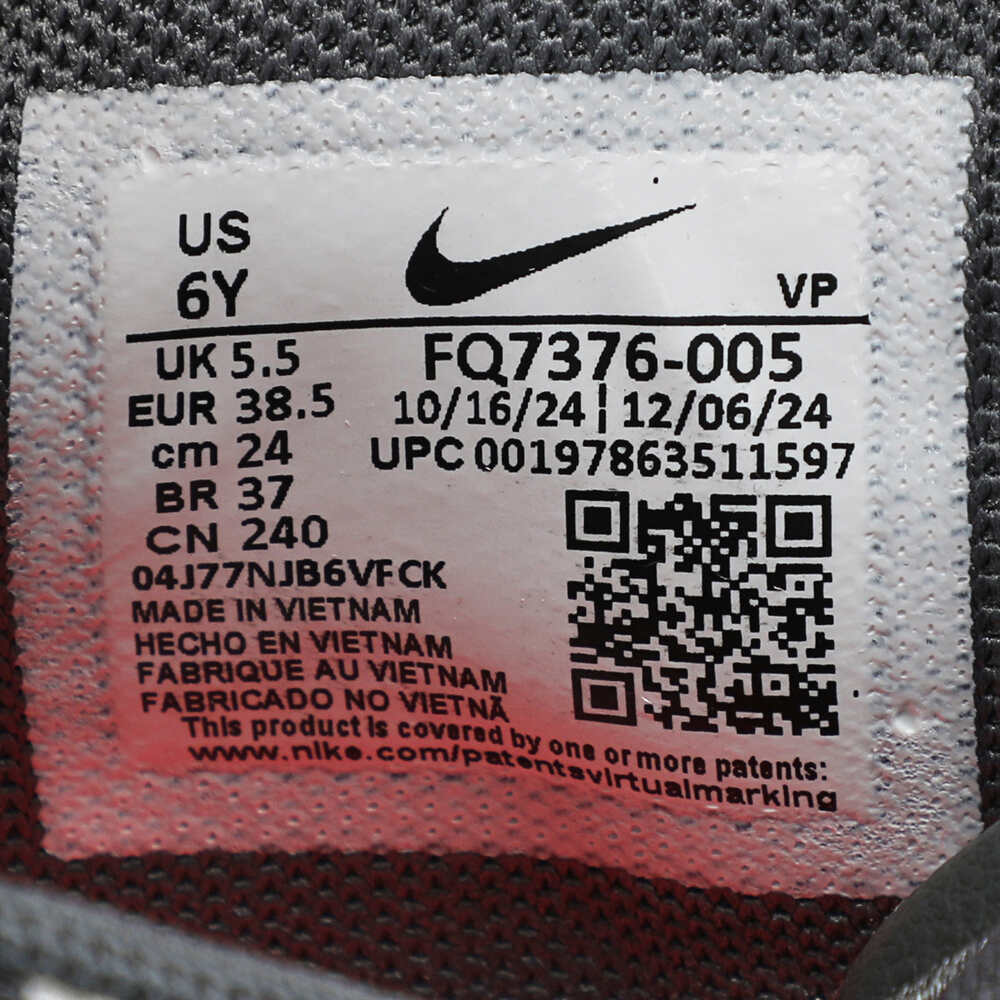 US
6Y
VP
UK 5.5
EUR 38.5
cm 24
BR 37
CN 240
FQ7376-005
10/16/24 | 12/06/24
UPC 00197863511597
04J77NJB6VFCK
MADE IN VIETNAM
HECHO EN VIETNAM
FABRIQUE AU VIETNAM
FABRICADO NO VIETNÃ
This product is covered by one or more patents:
www.nike.com/patentsvirtualmarking